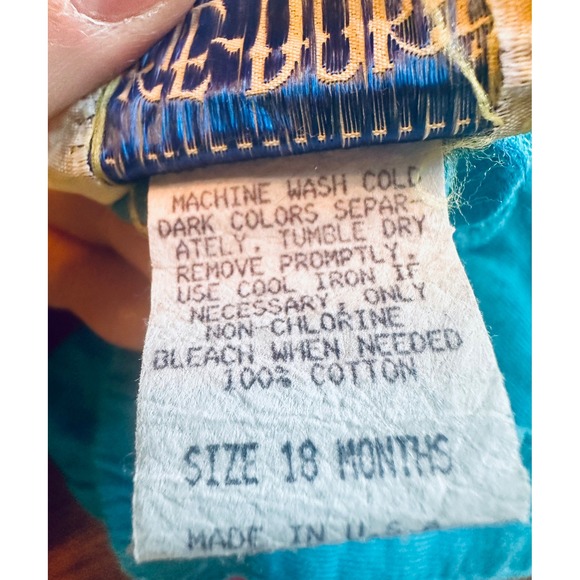 MACHINE WASH COLD
DARK COLORS SEPAR-
ATELY. TUMBLE DRY
REMOVE PROMPTLY.
USE COOL IRON IF
NECESSARY. ONLY
NON-CHLORINE
BLEACH WHEN NEEDED
100% COTTON
SIZE 18 MONTHS
MADE IN U.S.A